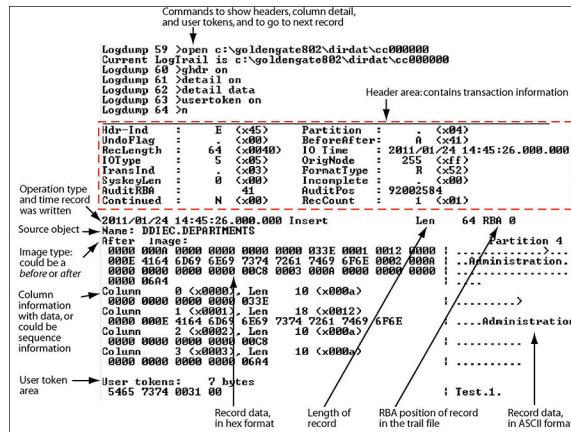 Commands to show headers, column detail,
and user tokens, and to go to next record
Logdump 59 >open c:\goldengate802\dirdat\cc000000
Current LogTrail is c:\goldengate802\dirdat\cc000000
Logdump 60 >ghdr on
Logdump 61 >detail on
Logdump 62 >detail data
Logdump 63 >usertoken on
Logdump 64 >n
Header area: contains transaction information
Hdr-Ind : E (x45) Partition : . (x04)
UndoFlag : . (x00) BeforeAfter: A (x41)
RecLength : 64 (x0040) IO Time : 2011/01/24 14:45:26.000.000
IOType : 5 (x05) OrigNode : 255 (xff)
TransInd : . (x03) FormatType : R (x52)
SyskeyLen : 0 (x00) Incomplete : . (x00)
AuditRBA : 41 AuditPos : 92002584
Continued : N (x00) RecCount : 1 (x01)
Operation type
and time record
was written
2011/01/24 14:45:26.000.000 Insert Len 64 RBA 0
Source object
Name: DDIEC.DEPARTMENTS
After Image: Partition 4
Image type:
could be a
before or after
0000 000A 0000 0000 0000 0000 033E 0001 0012 0000 | ...........>......
000E 4164 6D69 6E69 7374 7261 7469 6F6E 0002 000A | ..Administration....
0000 0000 0000 0000 00C8 0003 000A 0000 0000 0000 | ....................
0000 06A4 | ....
Column
information
with data, or
could be
sequence
information
Column 0 (x0000), Len 10 (x000a)
0000 0000 0000 0000 033E | .........>
Column 1 (x0001), Len 18 (x0012)
0000 000E 4164 6D69 6E69 7374 7261 7469 6F6E | ....Administration
Column 2 (x0002), Len 10 (x000a)
0000 0000 0000 0000 00C8 | ..........
Column 3 (x0003), Len 10 (x000a)
0000 0000 0000 0000 06A4 | ..........
User token
area
User tokens: 7 bytes
5465 7374 0031 00 | Test.1.
Record data,
in hex format
Length of
record
RBA position of record
in the trail file
Record data,
in ASCII format